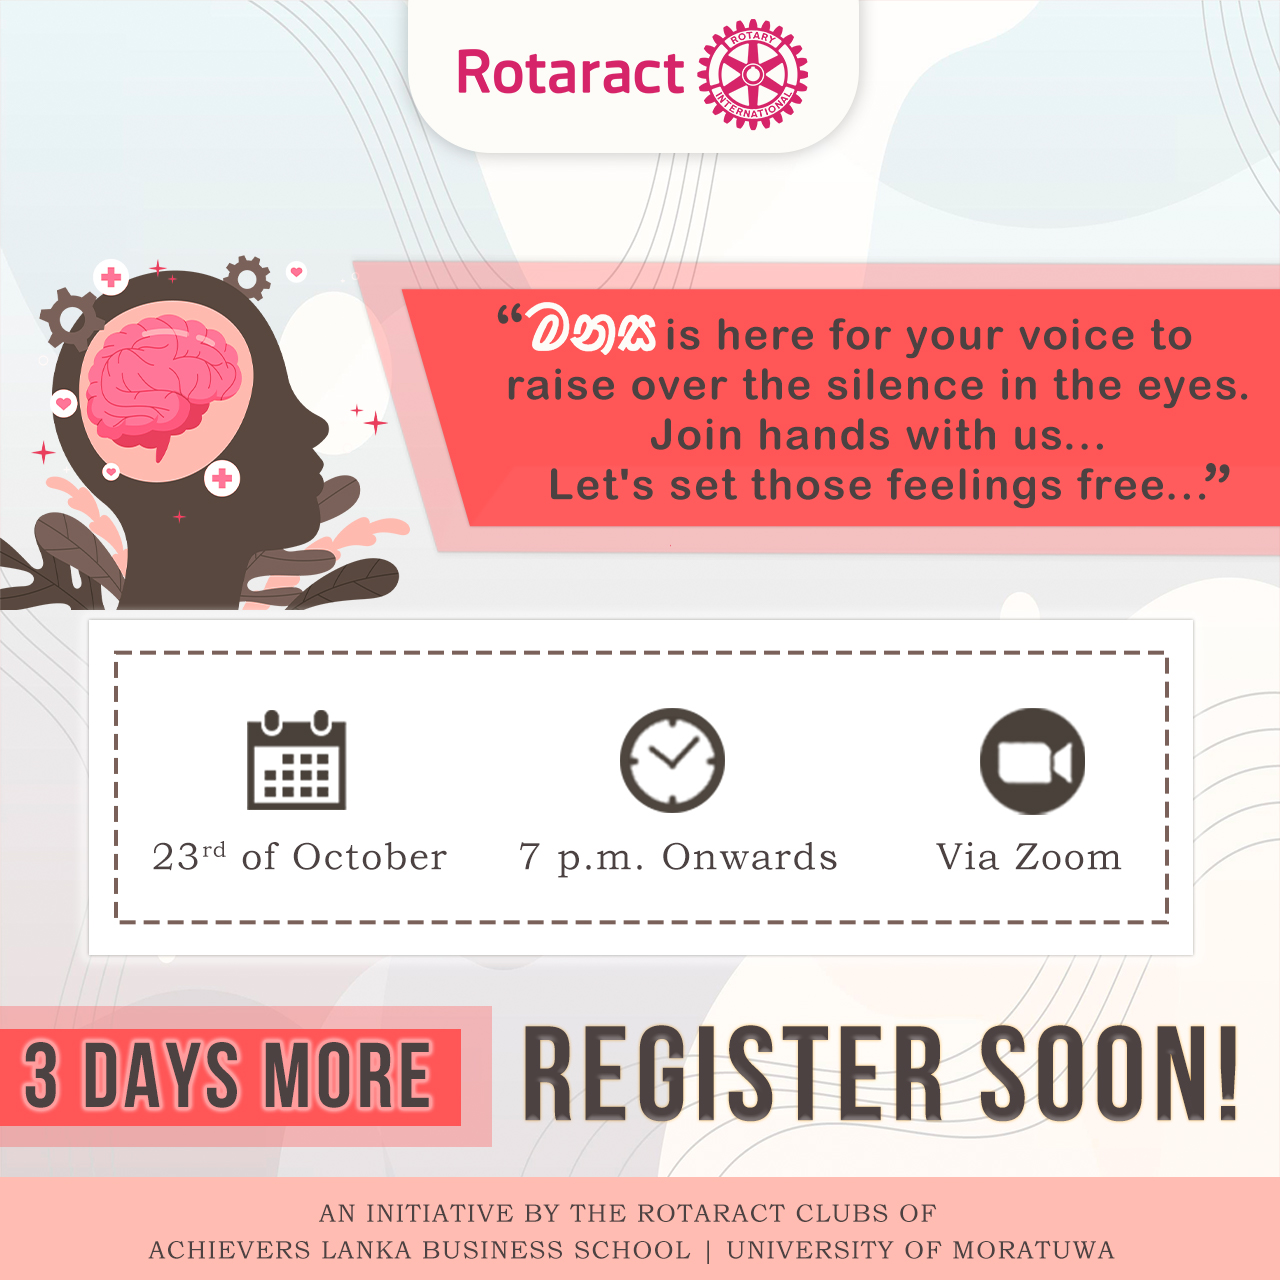 Rotaract
ROTARY
INTERNATIONAL
“මනස is here for your voice to
raise over the silence in the eyes.
Join hands with us...
Let's set those feelings free...”
23rd of October
7 p.m. Onwards
Via Zoom
3 DAYS MORE
REGISTER SOON!
AN INITIATIVE BY THE ROTARACT CLUBS OF
ACHIEVERS LANKA BUSINESS SCHOOL | UNIVERSITY OF MORATUWA